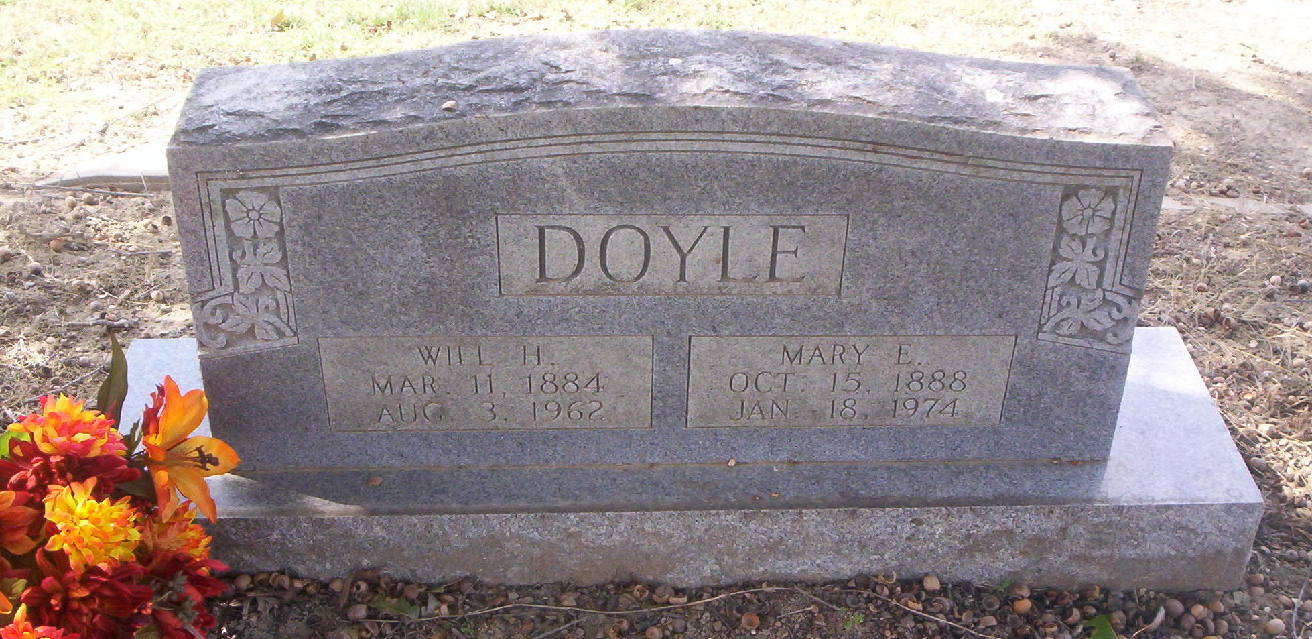 DOYLE
WILL H.
MAR. 11, 1884
AUG. 3, 1962
MARY E.
OCT. 15, 1888
JAN. 18, 1974